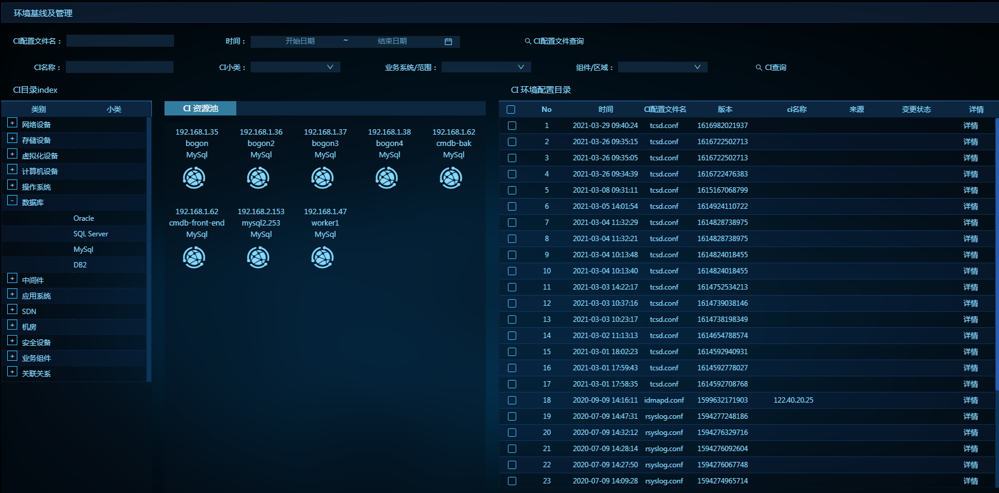 环境基线及管理
CI配置文件名：
时间：
开始日期
~
结束日期
CI配置文件查询
CI名称：
CI小类：
业务系统/范围：
组件/区域：
CI查询
CI目录index
类别 小类
+ 网络设备
+ 存储设备
+ 虚拟化设备
+ 计算机设备
+ 操作系统
- 数据库
Oracle
SQL Server
MySql
DB2
+ 中间件
+ 应用系统
+ SDN
+ 机房
+ 安全设备
+ 业务组件
+ 关联关系
CI 资源池
192.168.1.35
bogon
MySql
192.168.1.36
bogon2
MySql
192.168.1.37
bogon3
MySql
192.168.1.38
bogon4
MySql
192.168.1.62
cmdb-bak
MySql
192.168.1.62
cmdb-front-end
MySql
192.168.2.153
mysql2.253
MySql
192.168.1.47
worker1
MySql
CI 环境配置目录
No 时间 CI配置文件名 版本 ci名称 来源 变更状态 详情
1 2021-03-29 09:40:24 tcsd.conf 1616982021937 详情
2 2021-03-26 09:35:15 tcsd.conf 1616722502713 详情
3 2021-03-26 09:35:05 tcsd.conf 1616722502713 详情
4 2021-03-26 09:34:39 tcsd.conf 1616722476383 详情
5 2021-03-08 09:31:11 tcsd.conf 1615167068799 详情
6 2021-03-05 14:01:54 tcsd.conf 1614924110722 详情
7 2021-03-04 11:32:29 tcsd.conf 1614828738975 详情
8 2021-03-04 11:32:21 tcsd.conf 1614828738975 详情
9 2021-03-04 10:13:48 tcsd.conf 1614824018455 详情
10 2021-03-04 10:13:40 tcsd.conf 1614824018455 详情
11 2021-03-03 14:22:17 tcsd.conf 1614752534213 详情
12 2021-03-03 10:37:16 tcsd.conf 1614739038146 详情
13 2021-03-03 10:23:17 tcsd.conf 1614738198349 详情
14 2021-03-02 11:13:13 tcsd.conf 1614654788574 详情
15 2021-03-01 18:02:23 tcsd.conf 1614592940931 详情
16 2021-03-01 17:59:43 tcsd.conf 1614592778027 详情
17 2021-03-01 17:58:35 tcsd.conf 1614592708768 详情
18 2020-09-09 14:16:11 idmapd.conf 1599632171903 122.40.20.25 详情
19 2020-07-09 14:47:31 rsyslog.conf 1594277248186 详情
20 2020-07-09 14:32:12 rsyslog.conf 1594276329716 详情
21 2020-07-09 14:28:14 rsyslog.conf 1594276092604 详情
22 2020-07-09 14:27:50 rsyslog.conf 1594276067748 详情
23 2020-07-09 14:09:28 rsyslog.conf 1594274965714 详情